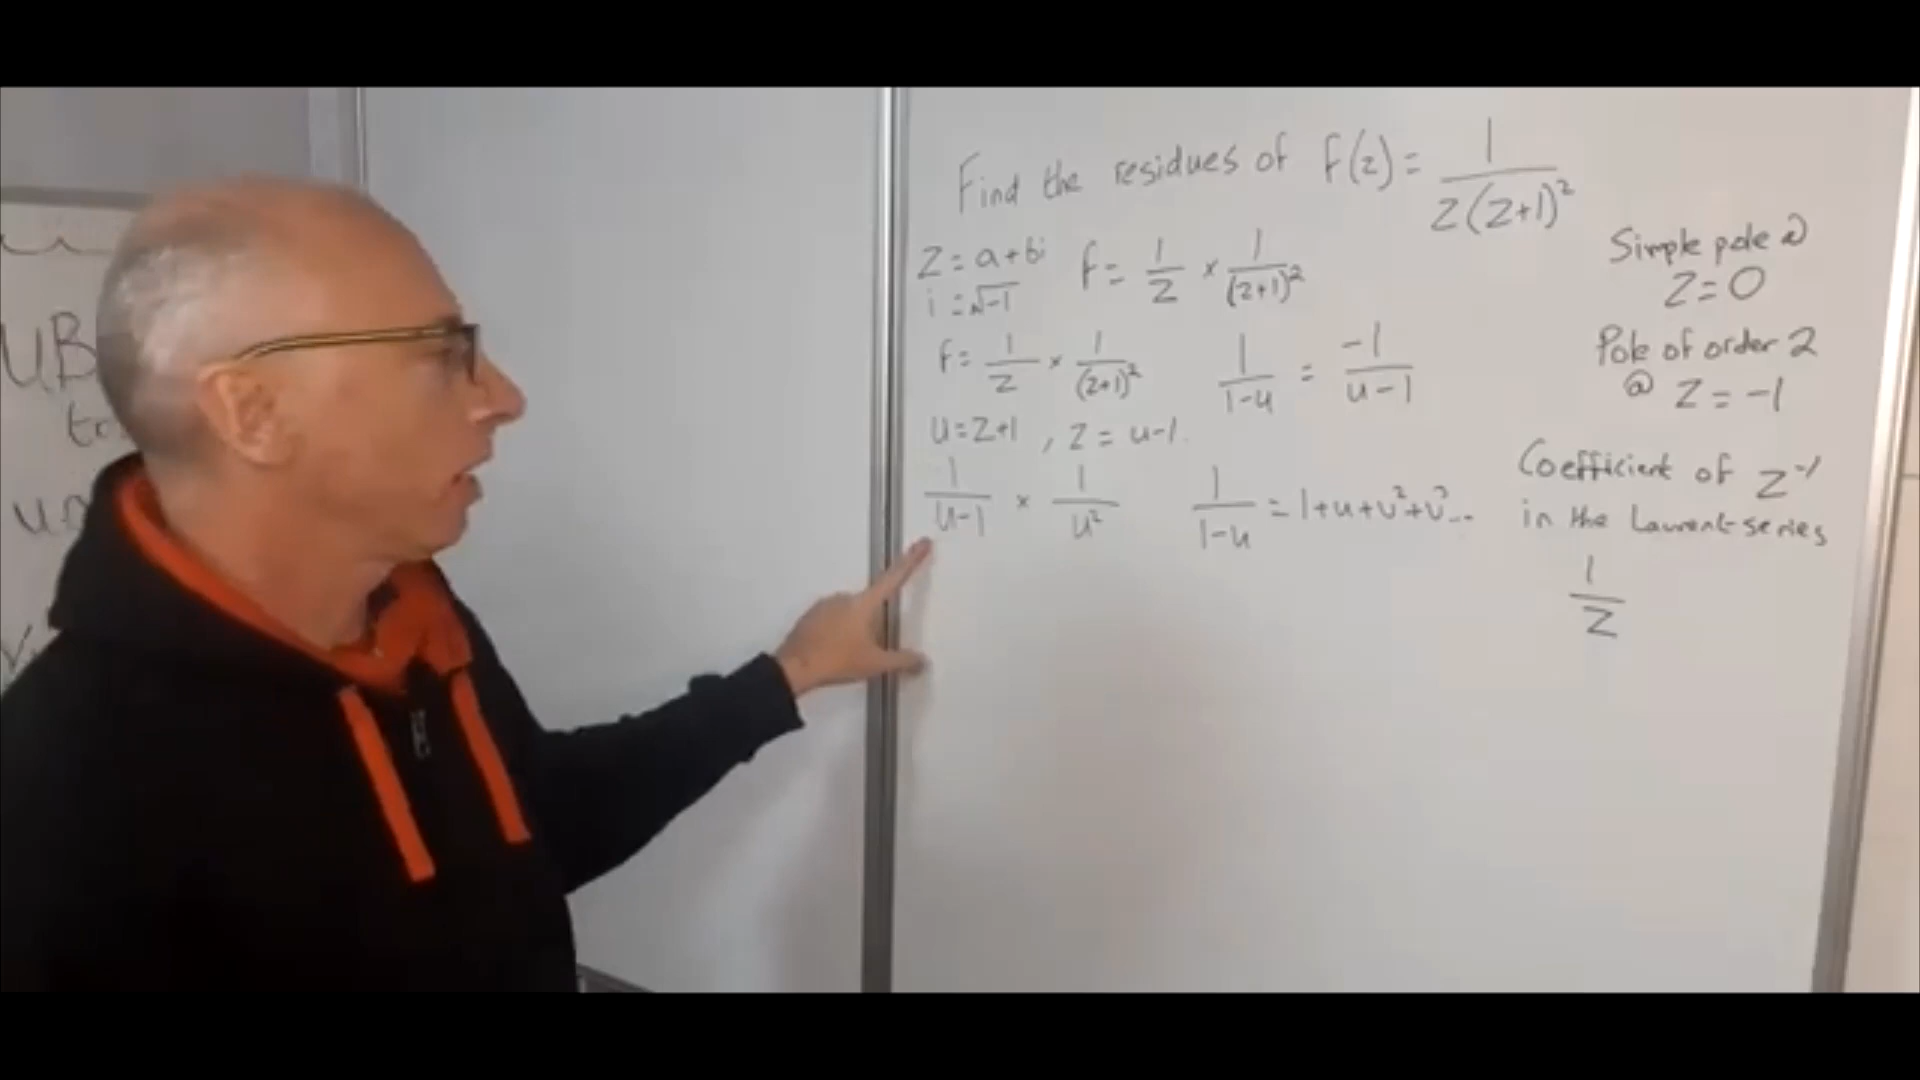 Find the residues of f(z) = 1/(z(z+1)²)
z = a+bi
i = √-1
f = 1/z × 1/(z+1)²
f = 1/z × 1/(z+1)²
1/(1-u) = -1/(u-1)
u = z+1, z = u-1.
1/(u-1) × 1/u²
1/(1-u) = 1+u+u²+u³...
Simple pole @
z = 0
Pole of order 2
@ z = -1
Coefficient of z⁻¹
in the Laurent series
1/z
UB